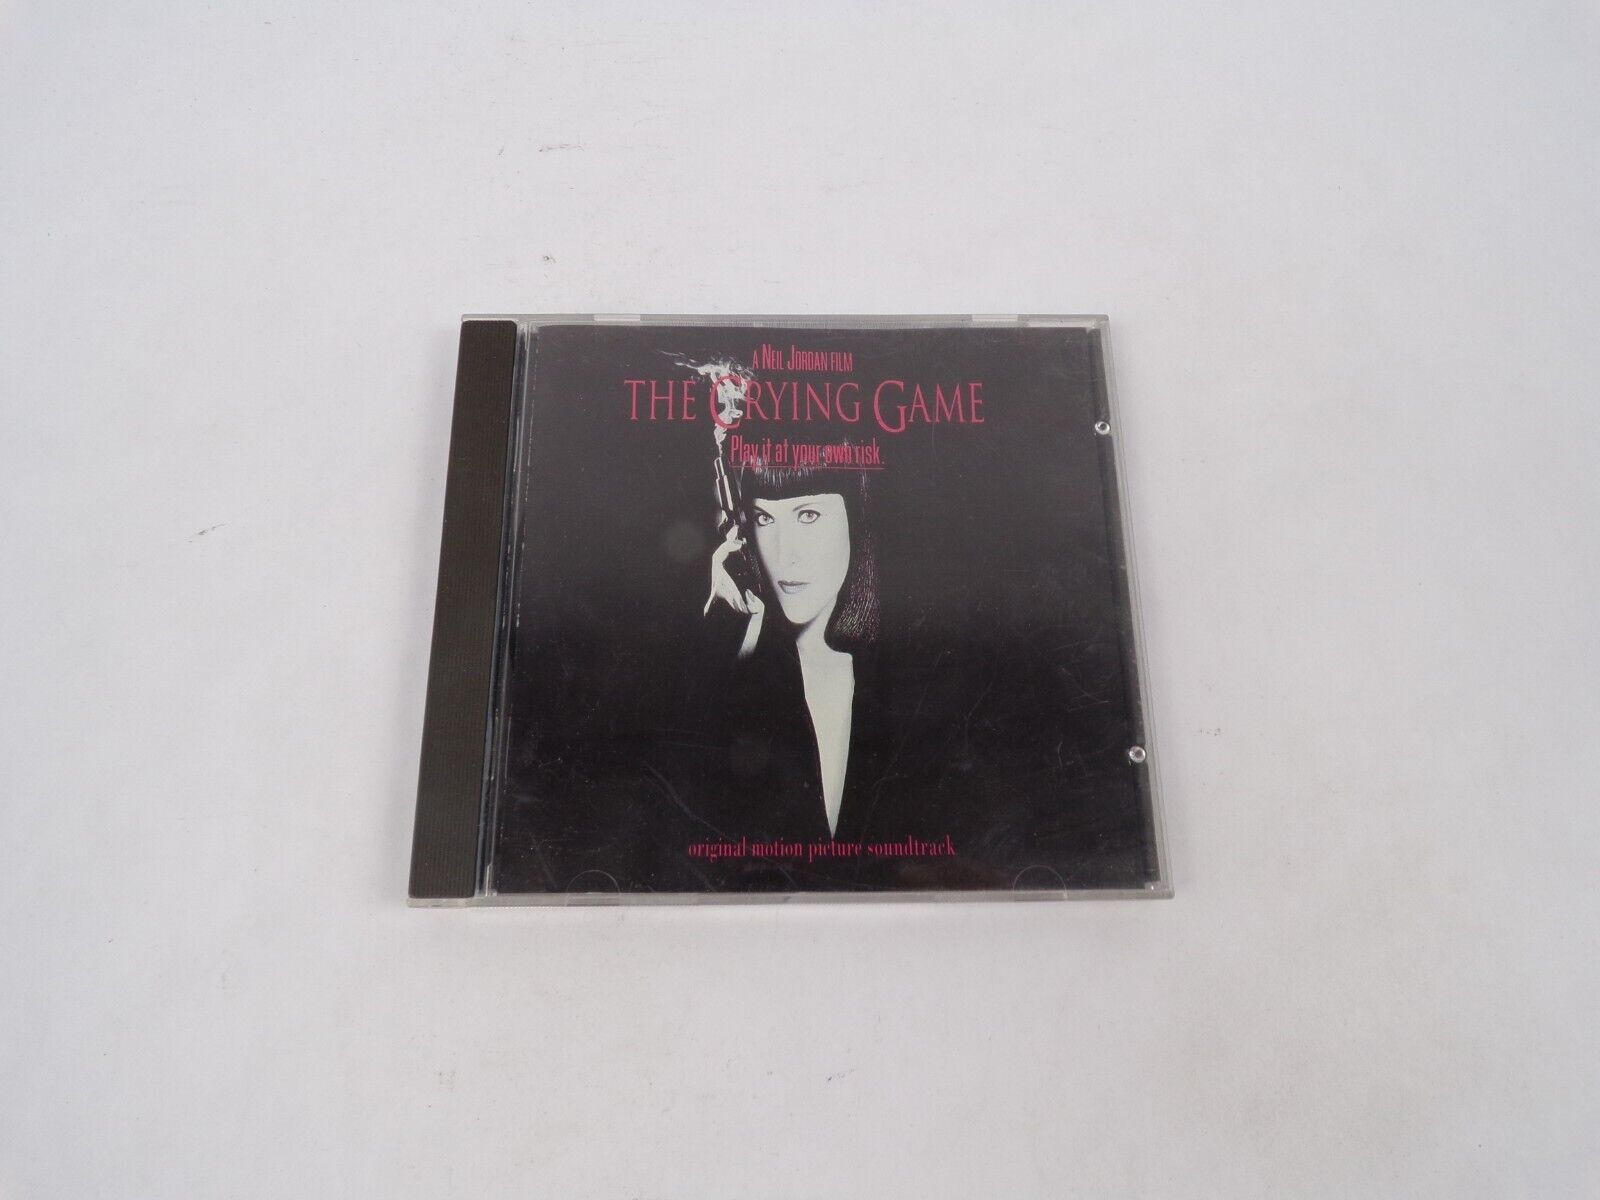 A NEIL JORDAN FILM
THE CRYING GAME
Play it at your own risk.
original motion picture soundtrack